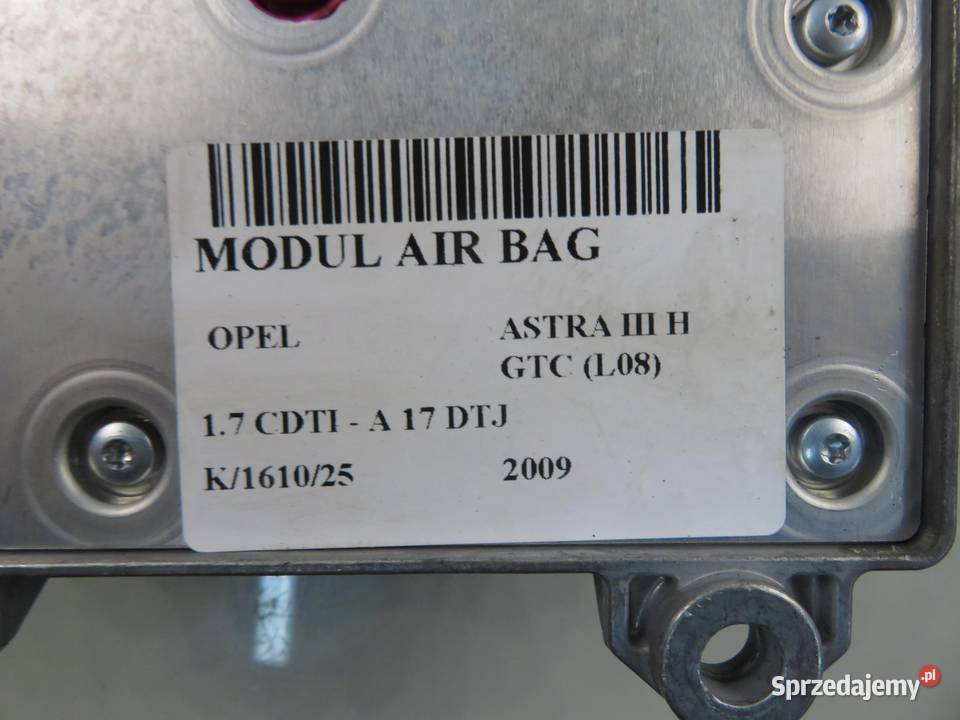 MODUL AIR BAG
OPEL ASTRA III H
GTC (L08)
1.7 CDTI - A 17 DTJ
K/1610/25 2009
Sprzedajemy.pl